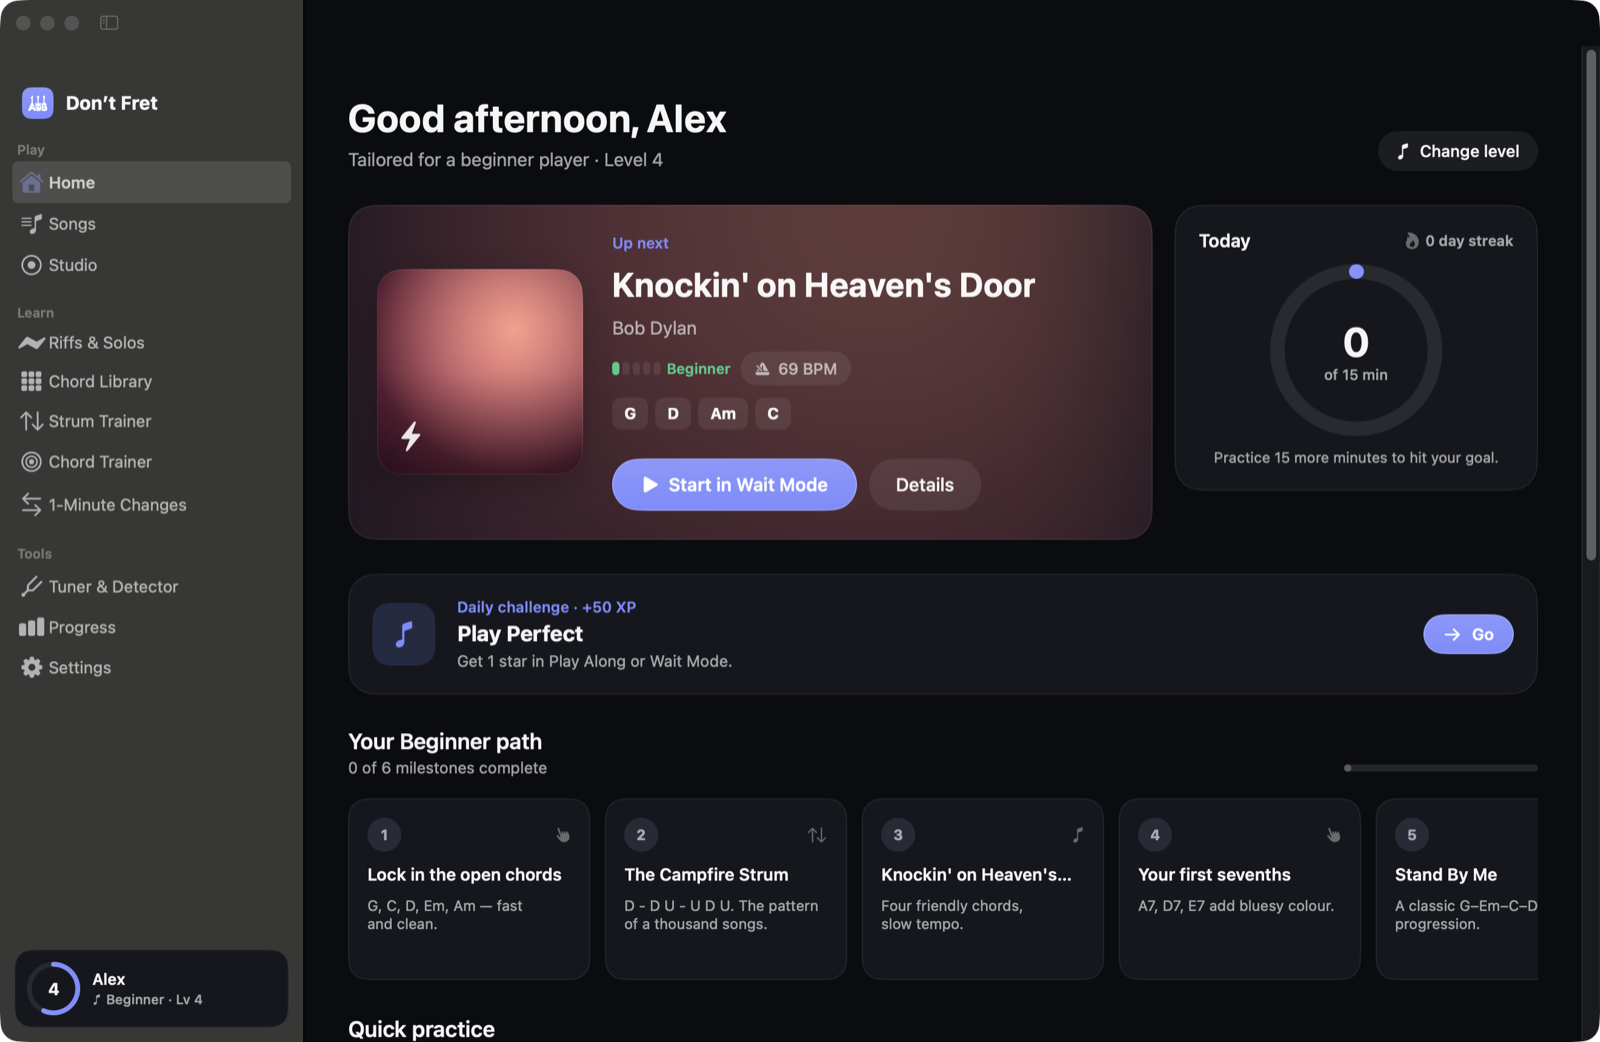 Don't Fret
Play
Home
Songs
Studio
Learn
Riffs & Solos
Chord Library
Strum Trainer
Chord Trainer
1-Minute Changes
Tools
Tuner & Detector
Progress
Settings
4
Alex
Beginner · Lv 4
Good afternoon, Alex
Tailored for a beginner player · Level 4
Change level
Up next
Knockin' on Heaven's Door
Bob Dylan
Beginner
69 BPM
G
D
Am
C
Start in Wait Mode
Details
Today
0 day streak
0
of 15 min
Practice 15 more minutes to hit your goal.
Daily challenge · +50 XP
Play Perfect
Get 1 star in Play Along or Wait Mode.
Go
Your Beginner path
0 of 6 milestones complete
1
Lock in the open chords
G, C, D, Em, Am — fast
and clean.
2
The Campfire Strum
D - D U - U D U. The pattern
of a thousand songs.
3
Knockin' on Heaven's...
Four friendly chords,
slow tempo.
4
Your first sevenths
A7, D7, E7 add bluesy colour.
5
Stand By Me
A classic G–Em–C–D
progression.
Quick practice